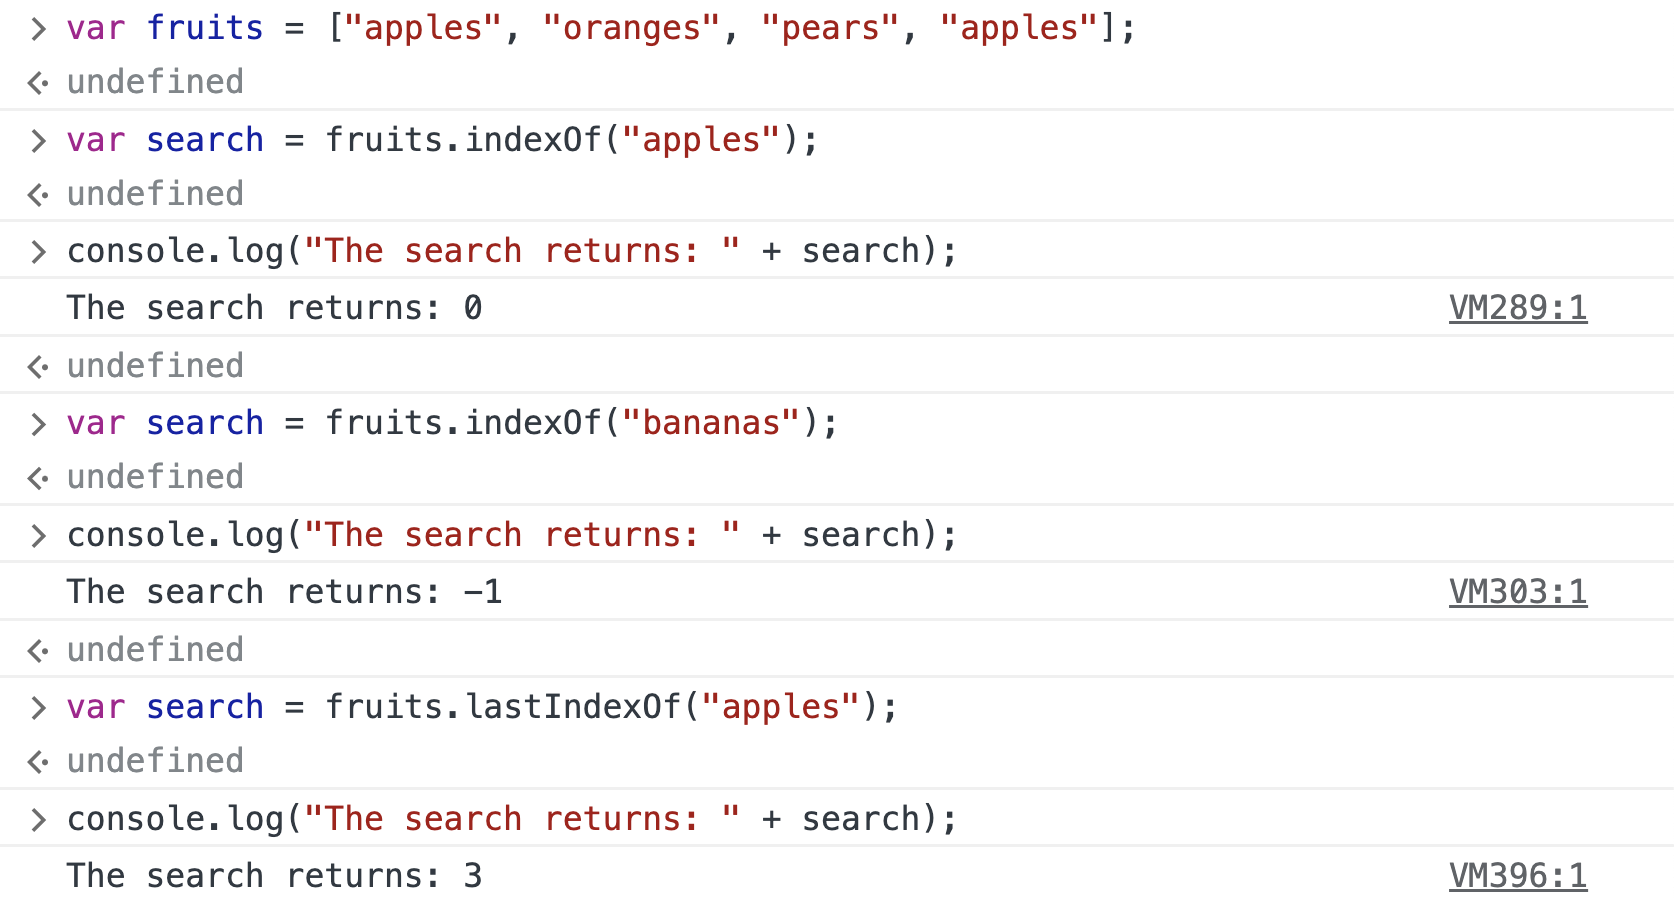 > var fruits = ["apples", "oranges", "pears", "apples"];
undefined
> var search = fruits.indexOf("apples");
undefined
> console.log("The search returns: " + search);
The search returns: 0 VM289:1
undefined
> var search = fruits.indexOf("bananas");
undefined
> console.log("The search returns: " + search);
The search returns: -1 VM303:1
undefined
> var search = fruits.lastIndexOf("apples");
undefined
> console.log("The search returns: " + search);
The search returns: 3 VM396:1